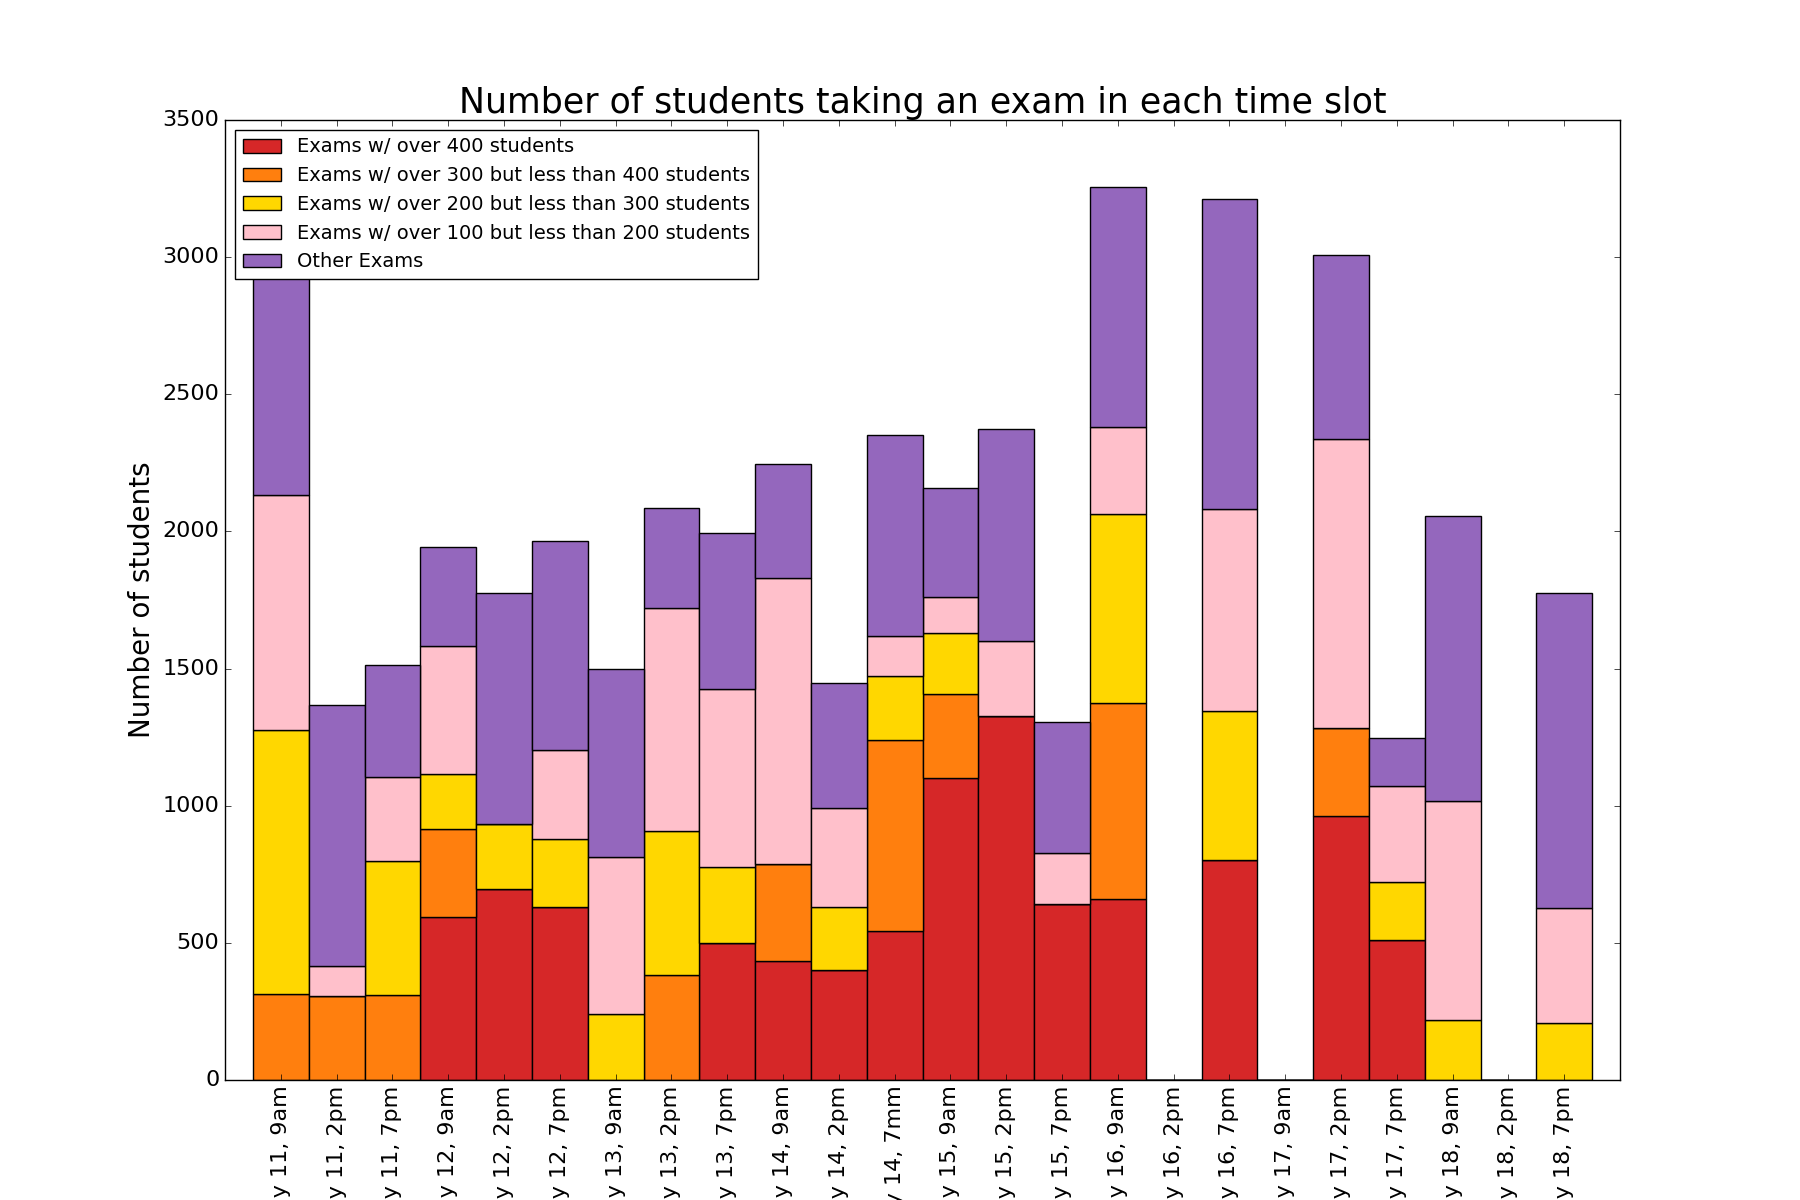 Number of students taking an exam in each time slot
3500
3000
2500
2000
1500
1000
500
0
Number of students
Exams w/ over 400 students
Exams w/ over 300 but less than 400 students
Exams w/ over 200 but less than 300 students
Exams w/ over 100 but less than 200 students
Other Exams
y 11, 9am
y 11, 2pm
y 11, 7pm
y 12, 9am
y 12, 2pm
y 12, 7pm
y 13, 9am
y 13, 2pm
y 13, 7pm
y 14, 9am
y 14, 2pm
y 14, 7mm
y 15, 9am
y 15, 2pm
y 15, 7pm
y 16, 9am
y 16, 2pm
y 16, 7pm
y 17, 9am
y 17, 2pm
y 17, 7pm
y 18, 9am
y 18, 2pm
y 18, 7pm